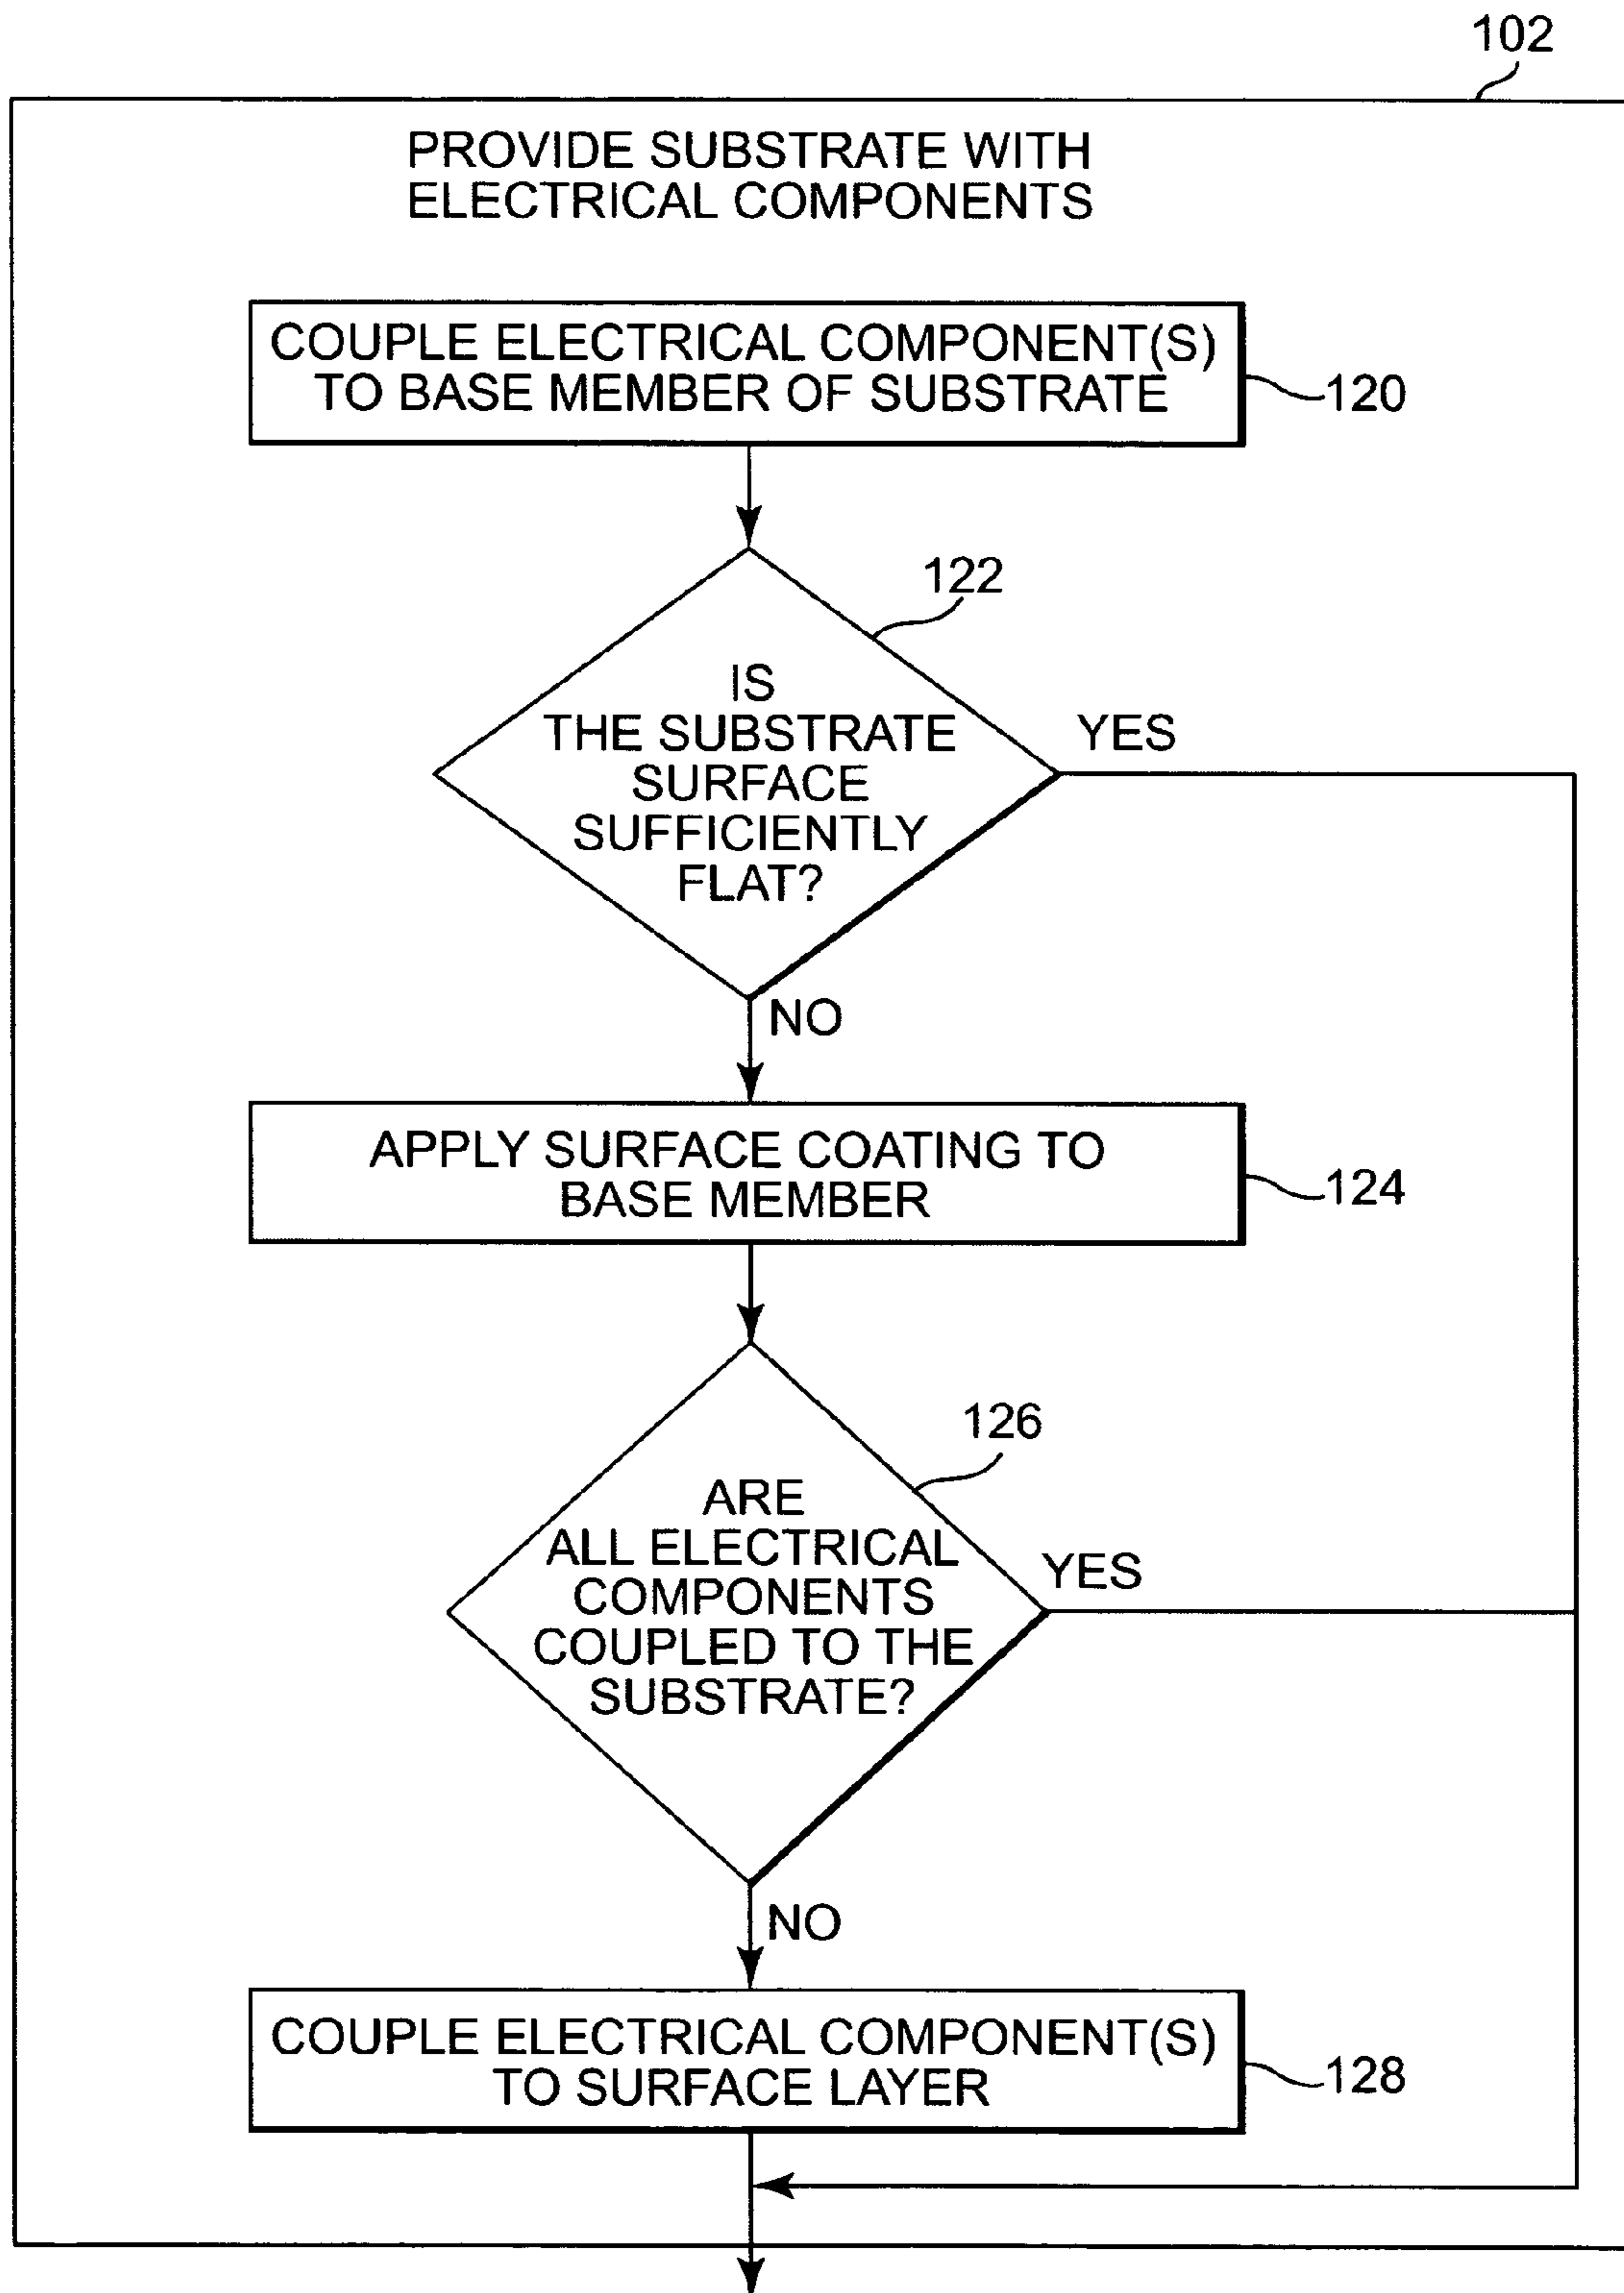 102
PROVIDE SUBSTRATE WITH
ELECTRICAL COMPONENTS
COUPLE ELECTRICAL COMPONENT(S)
TO BASE MEMBER OF SUBSTRATE
120
122
IS
THE SUBSTRATE
SURFACE
SUFFICIENTLY
FLAT?
YES
NO
APPLY SURFACE COATING TO
BASE MEMBER
124
126
ARE
ALL ELECTRICAL
COMPONENTS
COUPLED TO THE
SUBSTRATE?
YES
NO
COUPLE ELECTRICAL COMPONENT(S)
TO SURFACE LAYER
128